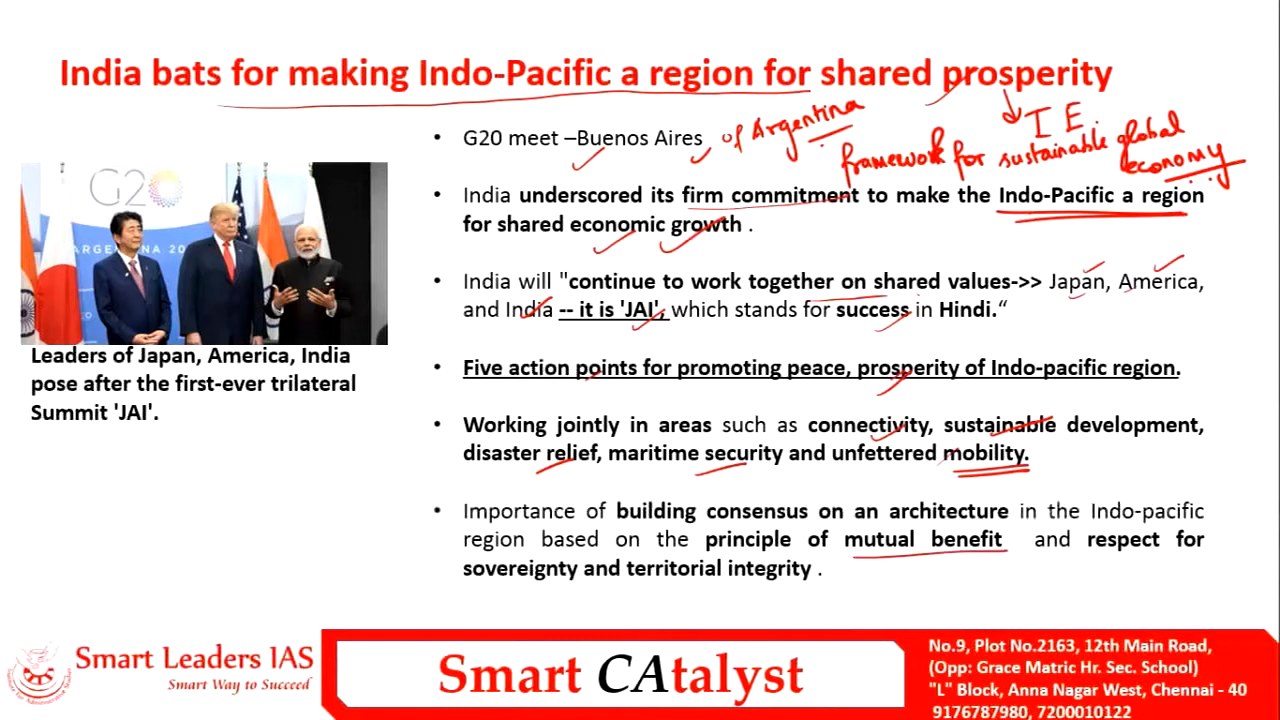 India bats for making Indo-Pacific a region for shared prosperity
I E.
• G20 meet –Buenos Aires of Argentina
framework for sustainable global
economy
• India underscored its firm commitment to make the Indo-Pacific a region
for shared economic growth .
• India will "continue to work together on shared values->> Japan, America,
and India -- it is 'JAI', which stands for success in Hindi.“
• Five action points for promoting peace, prosperity of Indo-pacific region.
• Working jointly in areas such as connectivity, sustainable development,
disaster relief, maritime security and unfettered mobility.
• Importance of building consensus on an architecture in the Indo-pacific
region based on the principle of mutual benefit and respect for
sovereignty and territorial integrity .
G20
ARGENTINA 20
Leaders of Japan, America, India
pose after the first-ever trilateral
Summit 'JAI'.
Smart Leaders IAS
Smart Way to Succeed
Smart CAtalyst
No.9, Plot No.2163, 12th Main Road,
(Opp: Grace Matric Hr. Sec. School)
"L" Block, Anna Nagar West, Chennai - 40
9176787980, 7200010122